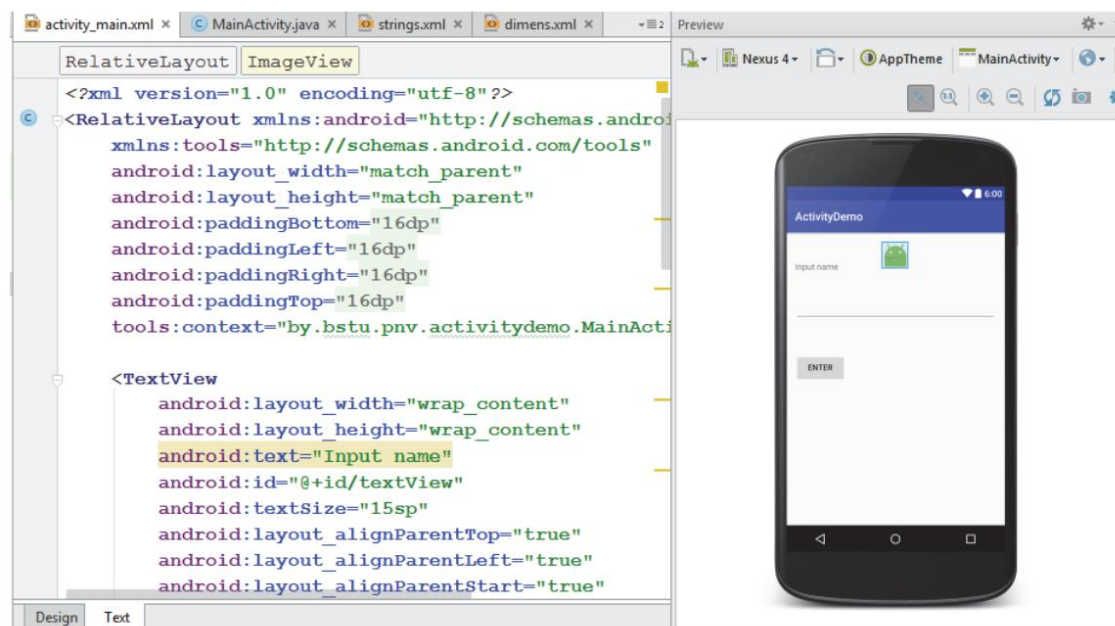 activity_main.xml × MainActivity.java × strings.xml × dimens.xml × 2
RelativeLayout ImageView
<?xml version="1.0" encoding="utf-8"?>
<RelativeLayout xmlns:android="http://schemas.androi
xmlns:tools="http://schemas.android.com/tools"
android:layout_width="match_parent"
android:layout_height="match_parent"
android:paddingBottom="16dp"
android:paddingLeft="16dp"
android:paddingRight="16dp"
android:paddingTop="16dp"
tools:context="by.bstu.pnv.activitydemo.MainActi
<TextView
android:layout_width="wrap_content"
android:layout_height="wrap_content"
android:text="Input name"
android:id="@+id/textView"
android:textSize="15sp"
android:layout_alignParentTop="true"
android:layout_alignParentLeft="true"
android:layout_alignParentStart="true"
Design Text
Preview
Nexus 4 AppTheme MainActivity
1:1
6:00
ActivityDemo
Input name
ENTER